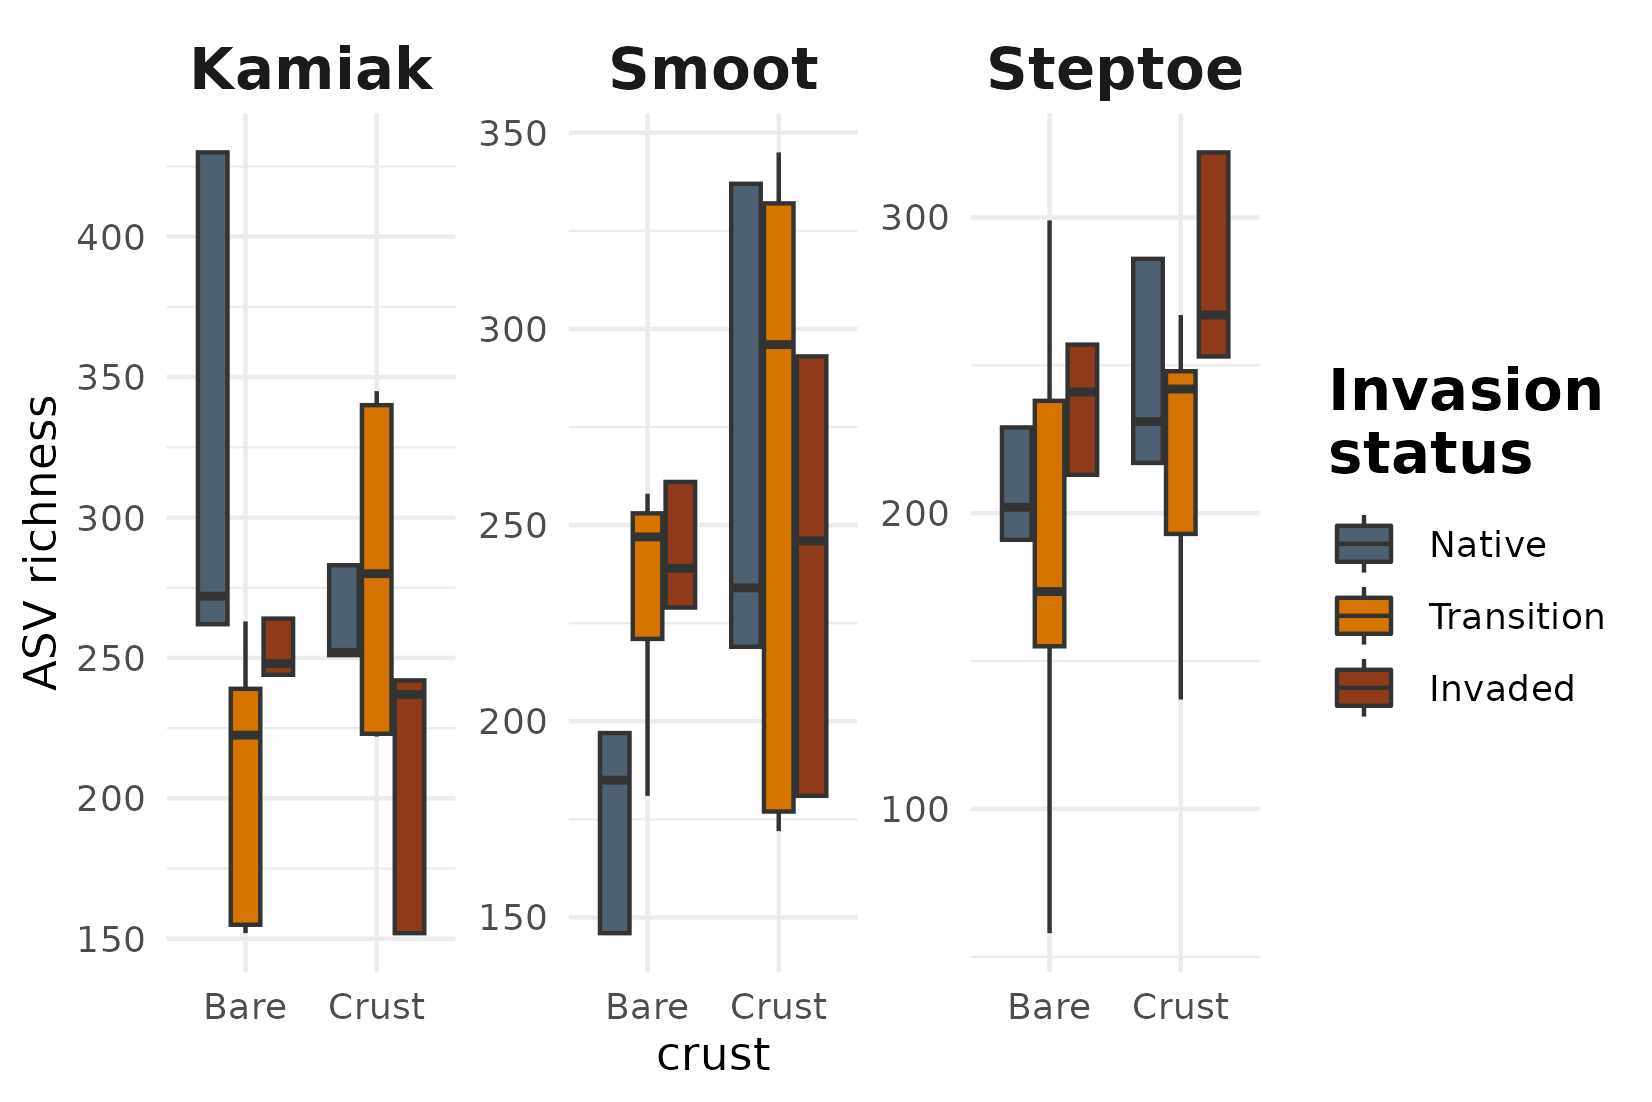 Kamiak Smoot Steptoe
ASV richness
400
350
300
250
200
150
350
300
250
200
150
300
200
100
Bare Crust Bare Crust Bare Crust
crust
Invasion
status
Native
Transition
Invaded